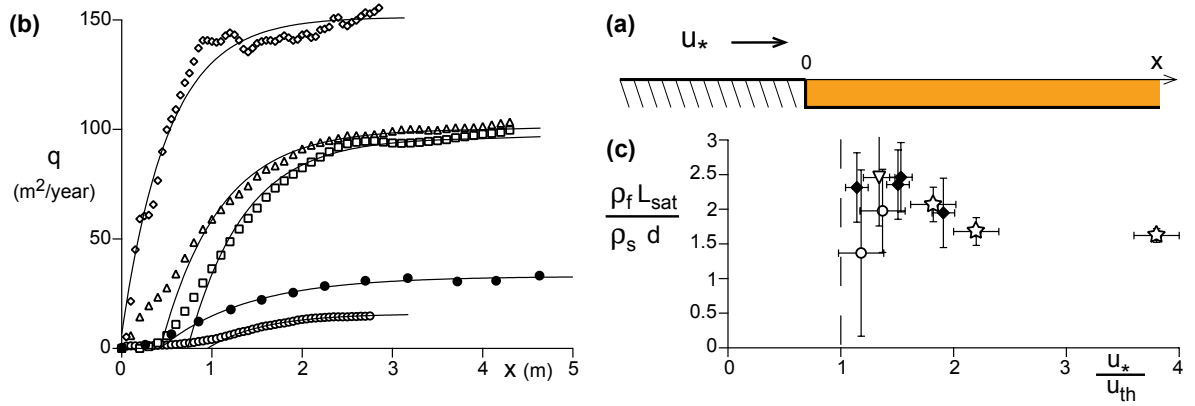 (b)
150
100
50
0
q
(m²/year)
0 1 2 3 4 5
x (m)
(a)
u*
0
x
(c)
ρf Lsat
ρs d
3
2.5
2
1.5
1
0.5
0
0 1 2 3 4
u*
uth